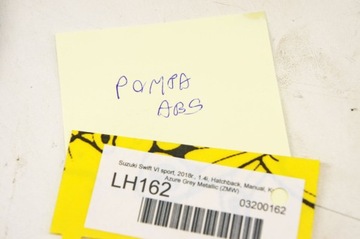 POMPA
ABS
Suzuki Swift VI sport, 2018r., 1.4i, Hatchback, Manual,
Azure Grey Metallic (ZMW)
LH162
03200162